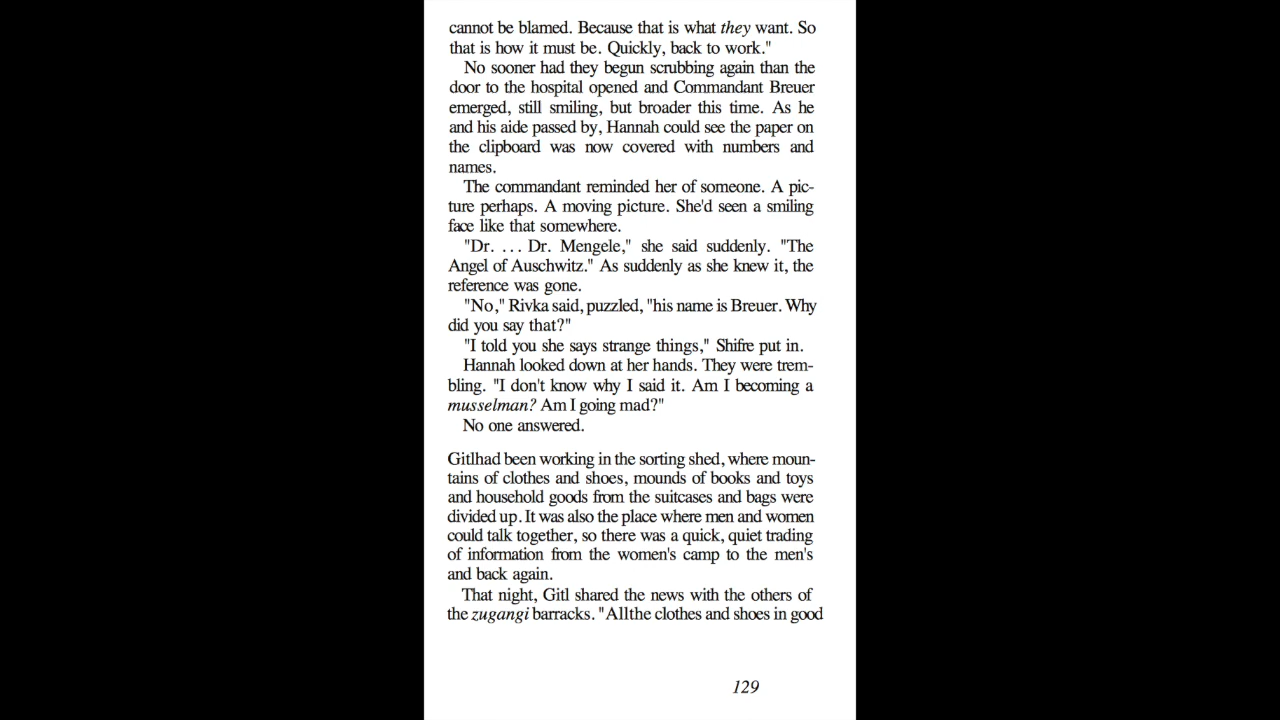 cannot be blamed. Because that is what they want. So
that is how it must be. Quickly, back to work."
No sooner had they begun scrubbing again than the
door to the hospital opened and Commandant Breuer
emerged, still smiling, but broader this time. As he
and his aide passed by, Hannah could see the paper on
the clipboard was now covered with numbers and
names.
The commandant reminded her of someone. A pic-
ture perhaps. A moving picture. She'd seen a smiling
face like that somewhere.
"Dr. ... Dr. Mengele," she said suddenly. "The
Angel of Auschwitz." As suddenly as she knew it, the
reference was gone.
"No," Rivka said, puzzled, "his name is Breuer. Why
did you say that?"
"I told you she says strange things," Shifre put in.
Hannah looked down at her hands. They were trem-
bling. "I don't know why I said it. Am I becoming a
musselman? Am I going mad?"
No one answered.
Gitlhad been working in the sorting shed, where moun-
tains of clothes and shoes, mounds of books and toys
and household goods from the suitcases and bags were
divided up. It was also the place where men and women
could talk together, so there was a quick, quiet trading
of information from the women's camp to the men's
and back again.
That night, Gitl shared the news with the others of
the zugangi barracks. "Allthe clothes and shoes in good
129